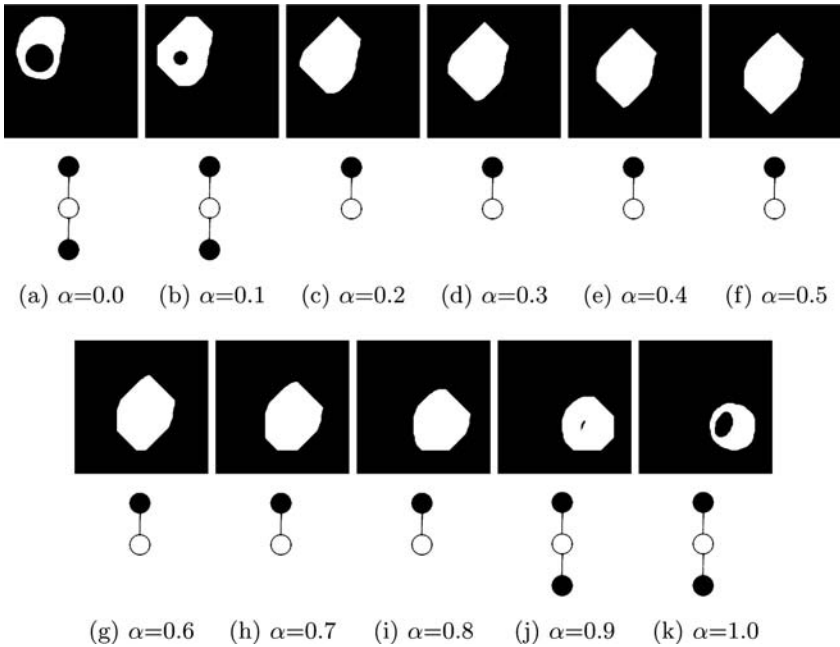 (a) α=0.0 (b) α=0.1 (c) α=0.2 (d) α=0.3 (e) α=0.4 (f) α=0.5
(g) α=0.6 (h) α=0.7 (i) α=0.8 (j) α=0.9 (k) α=1.0